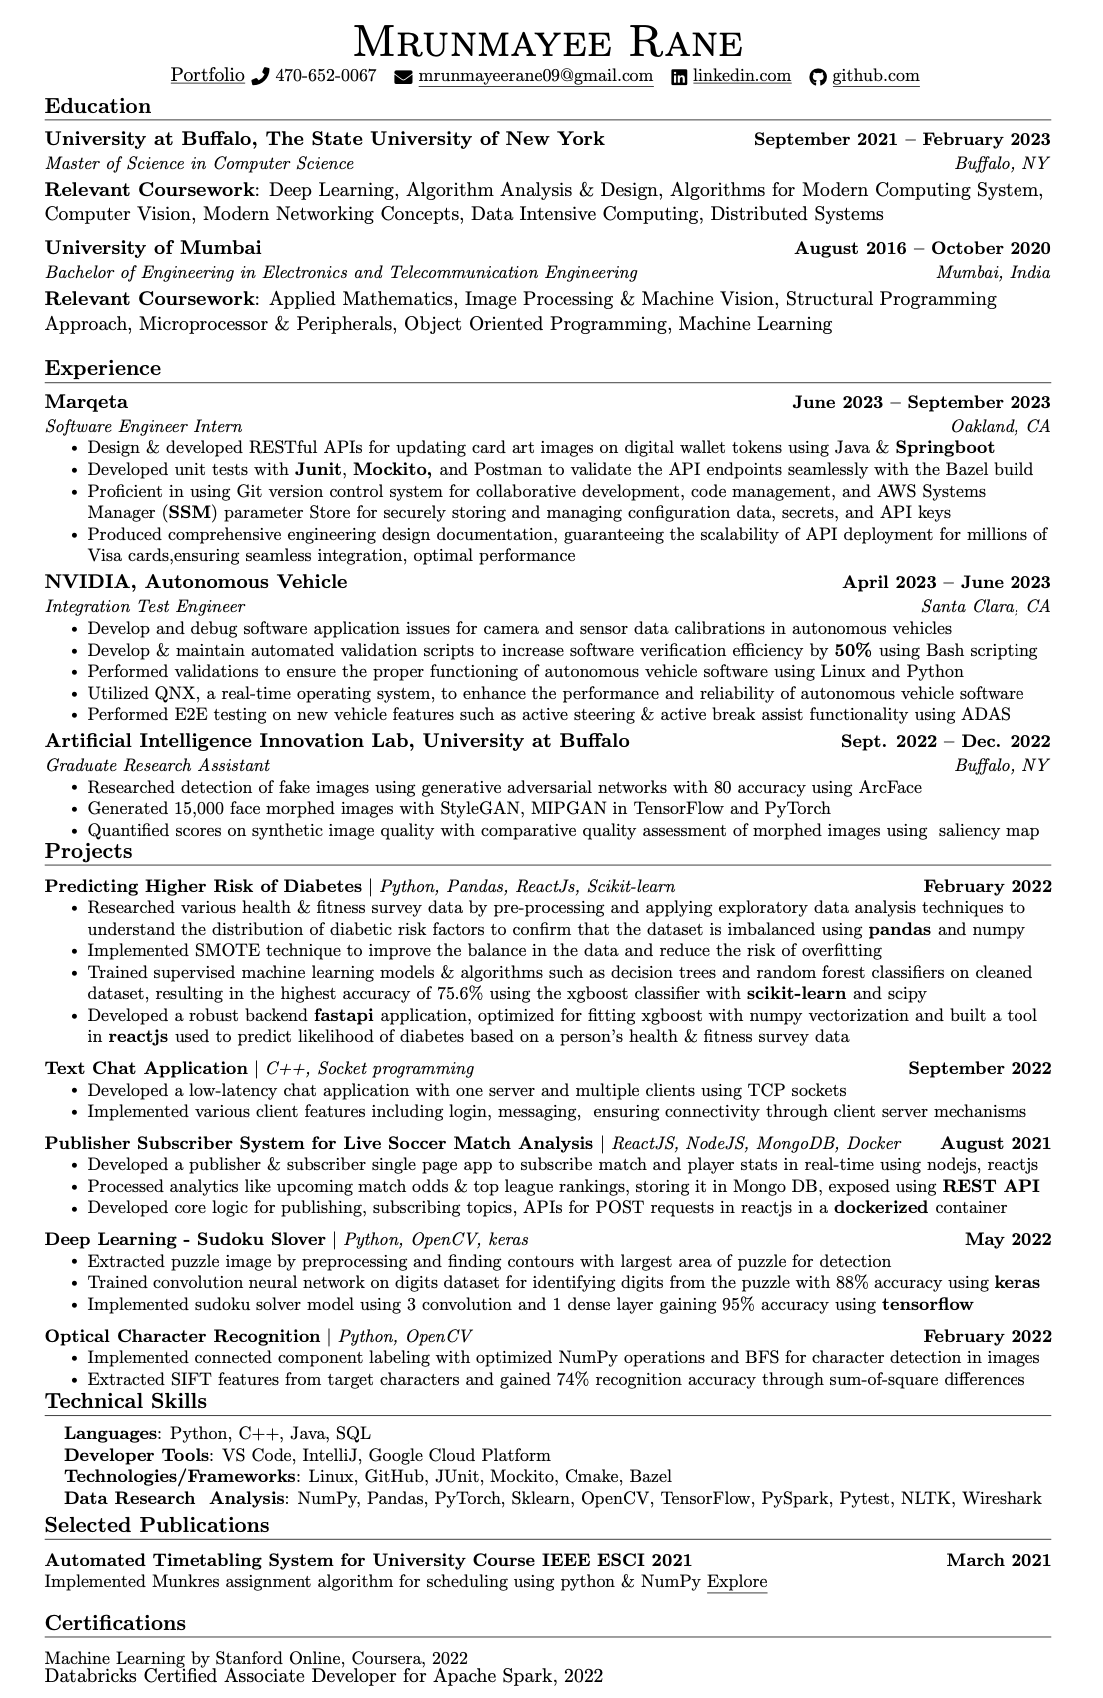 Mrunmayee Rane
Portfolio 470-652-0067 mrunmayeerane09@gmail.com linkedin.com github.com
Education
University at Buffalo, The State University of New York September 2021 – February 2023
Master of Science in Computer Science Buffalo, NY
Relevant Coursework: Deep Learning, Algorithm Analysis & Design, Algorithms for Modern Computing System,
Computer Vision, Modern Networking Concepts, Data Intensive Computing, Distributed Systems
University of Mumbai August 2016 – October 2020
Bachelor of Engineering in Electronics and Telecommunication Engineering Mumbai, India
Relevant Coursework: Applied Mathematics, Image Processing & Machine Vision, Structural Programming
Approach, Microprocessor & Peripherals, Object Oriented Programming, Machine Learning
Experience
Marqeta June 2023 – September 2023
Software Engineer Intern Oakland, CA
• Design & developed RESTful APIs for updating card art images on digital wallet tokens using Java & Springboot
• Developed unit tests with Junit, Mockito, and Postman to validate the API endpoints seamlessly with the Bazel build
• Proficient in using Git version control system for collaborative development, code management, and AWS Systems
Manager (SSM) parameter Store for securely storing and managing configuration data, secrets, and API keys
• Produced comprehensive engineering design documentation, guaranteeing the scalability of API deployment for millions of
Visa cards,ensuring seamless integration, optimal performance
NVIDIA, Autonomous Vehicle April 2023 – June 2023
Integration Test Engineer Santa Clara, CA
• Develop and debug software application issues for camera and sensor data calibrations in autonomous vehicles
• Develop & maintain automated validation scripts to increase software verification efficiency by 50% using Bash scripting
• Performed validations to ensure the proper functioning of autonomous vehicle software using Linux and Python
• Utilized QNX, a real-time operating system, to enhance the performance and reliability of autonomous vehicle software
• Performed E2E testing on new vehicle features such as active steering & active break assist functionality using ADAS
Artificial Intelligence Innovation Lab, University at Buffalo Sept. 2022 – Dec. 2022
Graduate Research Assistant Buffalo, NY
• Researched detection of fake images using generative adversarial networks with 80 accuracy using ArcFace
• Generated 15,000 face morphed images with StyleGAN, MIPGAN in TensorFlow and PyTorch
• Quantified scores on synthetic image quality with comparative quality assessment of morphed images using saliency map
Projects
Predicting Higher Risk of Diabetes | Python, Pandas, ReactJs, Scikit-learn February 2022
• Researched various health & fitness survey data by pre-processing and applying exploratory data analysis techniques to
understand the distribution of diabetic risk factors to confirm that the dataset is imbalanced using pandas and numpy
• Implemented SMOTE technique to improve the balance in the data and reduce the risk of overfitting
• Trained supervised machine learning models & algorithms such as decision trees and random forest classifiers on cleaned
dataset, resulting in the highest accuracy of 75.6% using the xgboost classifier with scikit-learn and scipy
• Developed a robust backend fastapi application, optimized for fitting xgboost with numpy vectorization and built a tool
in reactjs used to predict likelihood of diabetes based on a person's health & fitness survey data
Text Chat Application | C++, Socket programming September 2022
• Developed a low-latency chat application with one server and multiple clients using TCP sockets
• Implemented various client features including login, messaging, ensuring connectivity through client server mechanisms
Publisher Subscriber System for Live Soccer Match Analysis | ReactJS, NodeJS, MongoDB, Docker August 2021
• Developed a publisher & subscriber single page app to subscribe match and player stats in real-time using nodejs, reactjs
• Processed analytics like upcoming match odds & top league rankings, storing it in Mongo DB, exposed using REST API
• Developed core logic for publishing, subscribing topics, APIs for POST requests in reactjs in a dockerized container
Deep Learning - Sudoku Slover | Python, OpenCV, keras May 2022
• Extracted puzzle image by preprocessing and finding contours with largest area of puzzle for detection
• Trained convolution neural network on digits dataset for identifying digits from the puzzle with 88% accuracy using keras
• Implemented sudoku solver model using 3 convolution and 1 dense layer gaining 95% accuracy using tensorflow
Optical Character Recognition | Python, OpenCV February 2022
• Implemented connected component labeling with optimized NumPy operations and BFS for character detection in images
• Extracted SIFT features from target characters and gained 74% recognition accuracy through sum-of-square differences
Technical Skills
Languages: Python, C++, Java, SQL
Developer Tools: VS Code, IntelliJ, Google Cloud Platform
Technologies/Frameworks: Linux, GitHub, JUnit, Mockito, Cmake, Bazel
Data Research Analysis: NumPy, Pandas, PyTorch, Sklearn, OpenCV, TensorFlow, PySpark, Pytest, NLTK, Wireshark
Selected Publications
Automated Timetabling System for University Course IEEE ESCI 2021 March 2021
Implemented Munkres assignment algorithm for scheduling using python & NumPy Explore
Certifications
Machine Learning by Stanford Online, Coursera, 2022
Databricks Certified Associate Developer for Apache Spark, 2022